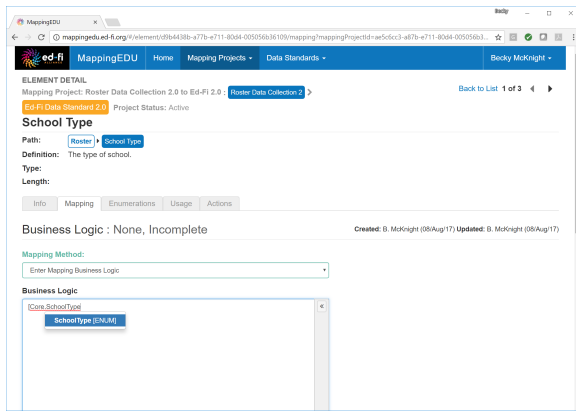 Becky
MappingEDU
mappingedu.ed-fi.org/#/element/d9b4438b-a77b-e711-80d4-005056b36109/mapping?mappingProjectId=ae5c6cc3-a87b-e711-80d4-005056b3...
ed-fi ALLIANCE MappingEDU Home Mapping Projects Data Standards Becky McKnight
ELEMENT DETAIL
Mapping Project: Roster Data Collection 2.0 to Ed-Fi 2.0 : Roster Data Collection 2
Back to List 1 of 3
Ed-Fi Data Standard 2.0 Project Status: Active
School Type
Path: Roster School Type
Definition: The type of school.
Type:
Length:
Info Mapping Enumerations Usage Actions
Business Logic : None, Incomplete
Created: B. McKnight (08/Aug/17) Updated: B. McKnight (08/Aug/17)
Mapping Method:
Enter Mapping Business Logic
Business Logic
[Core.SchoolType
«
SchoolType [ENUM]